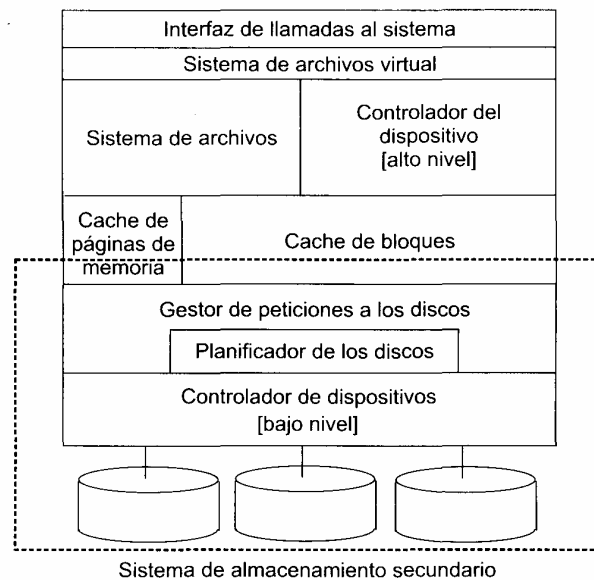 Interfaz de llamadas al sistema
Sistema de archivos virtual
Sistema de archivos
Controlador del
dispositivo
[alto nivel]
Cache de
páginas de
memoria
Cache de bloques
Gestor de peticiones a los discos
Planificador de los discos
Controlador de dispositivos
[bajo nivel]
Sistema de almacenamiento secundario